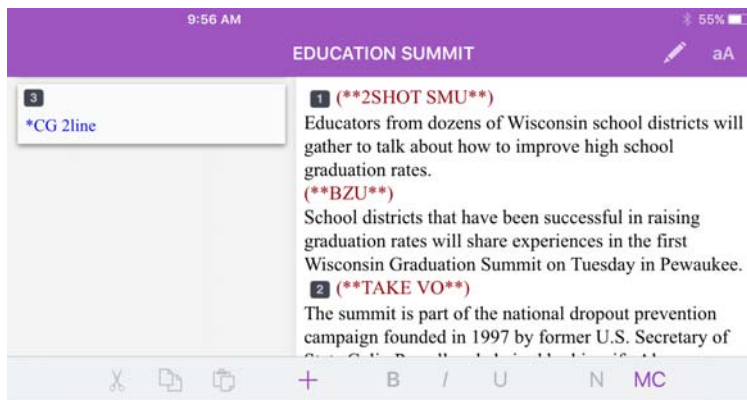 9:56 AM
55%
EDUCATION SUMMIT
aA
3
*CG 2line
1 (**2SHOT SMU**)
Educators from dozens of Wisconsin school districts will
gather to talk about how to improve high school
graduation rates.
(**BZU**)
School districts that have been successful in raising
graduation rates will share experiences in the first
Wisconsin Graduation Summit on Tuesday in Pewaukee.
2 (**TAKE VO**)
The summit is part of the national dropout prevention
campaign founded in 1997 by former U.S. Secretary of
B I U N MC